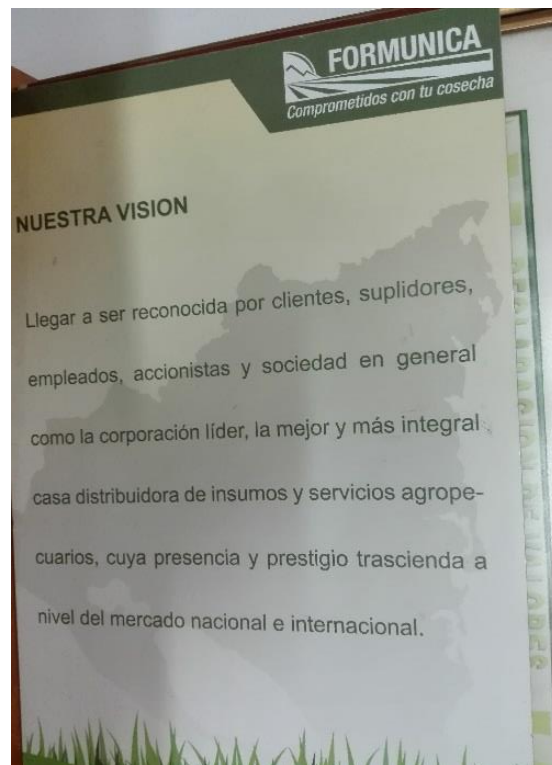 FORMUNICA
Comprometidos con tu cosecha
NUESTRA VISION
Llegar a ser reconocida por clientes, suplidores,
empleados, accionistas y sociedad en general
como la corporación líder, la mejor y más integral
casa distribuidora de insumos y servicios agrope-
cuarios, cuya presencia y prestigio trascienda a
nivel del mercado nacional e internacional.